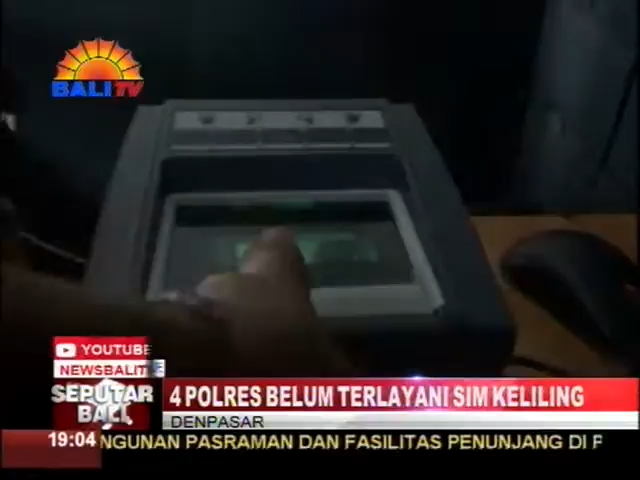 BALI TV
YOUTUBE
NEWSBALITV
SEPUTAR
BALI
4 POLRES BELUM TERLAYANI SIM KELILING
DENPASAR
19:04
NGUNAN PASRAMAN DAN FASILITAS PENUNJANG DI P